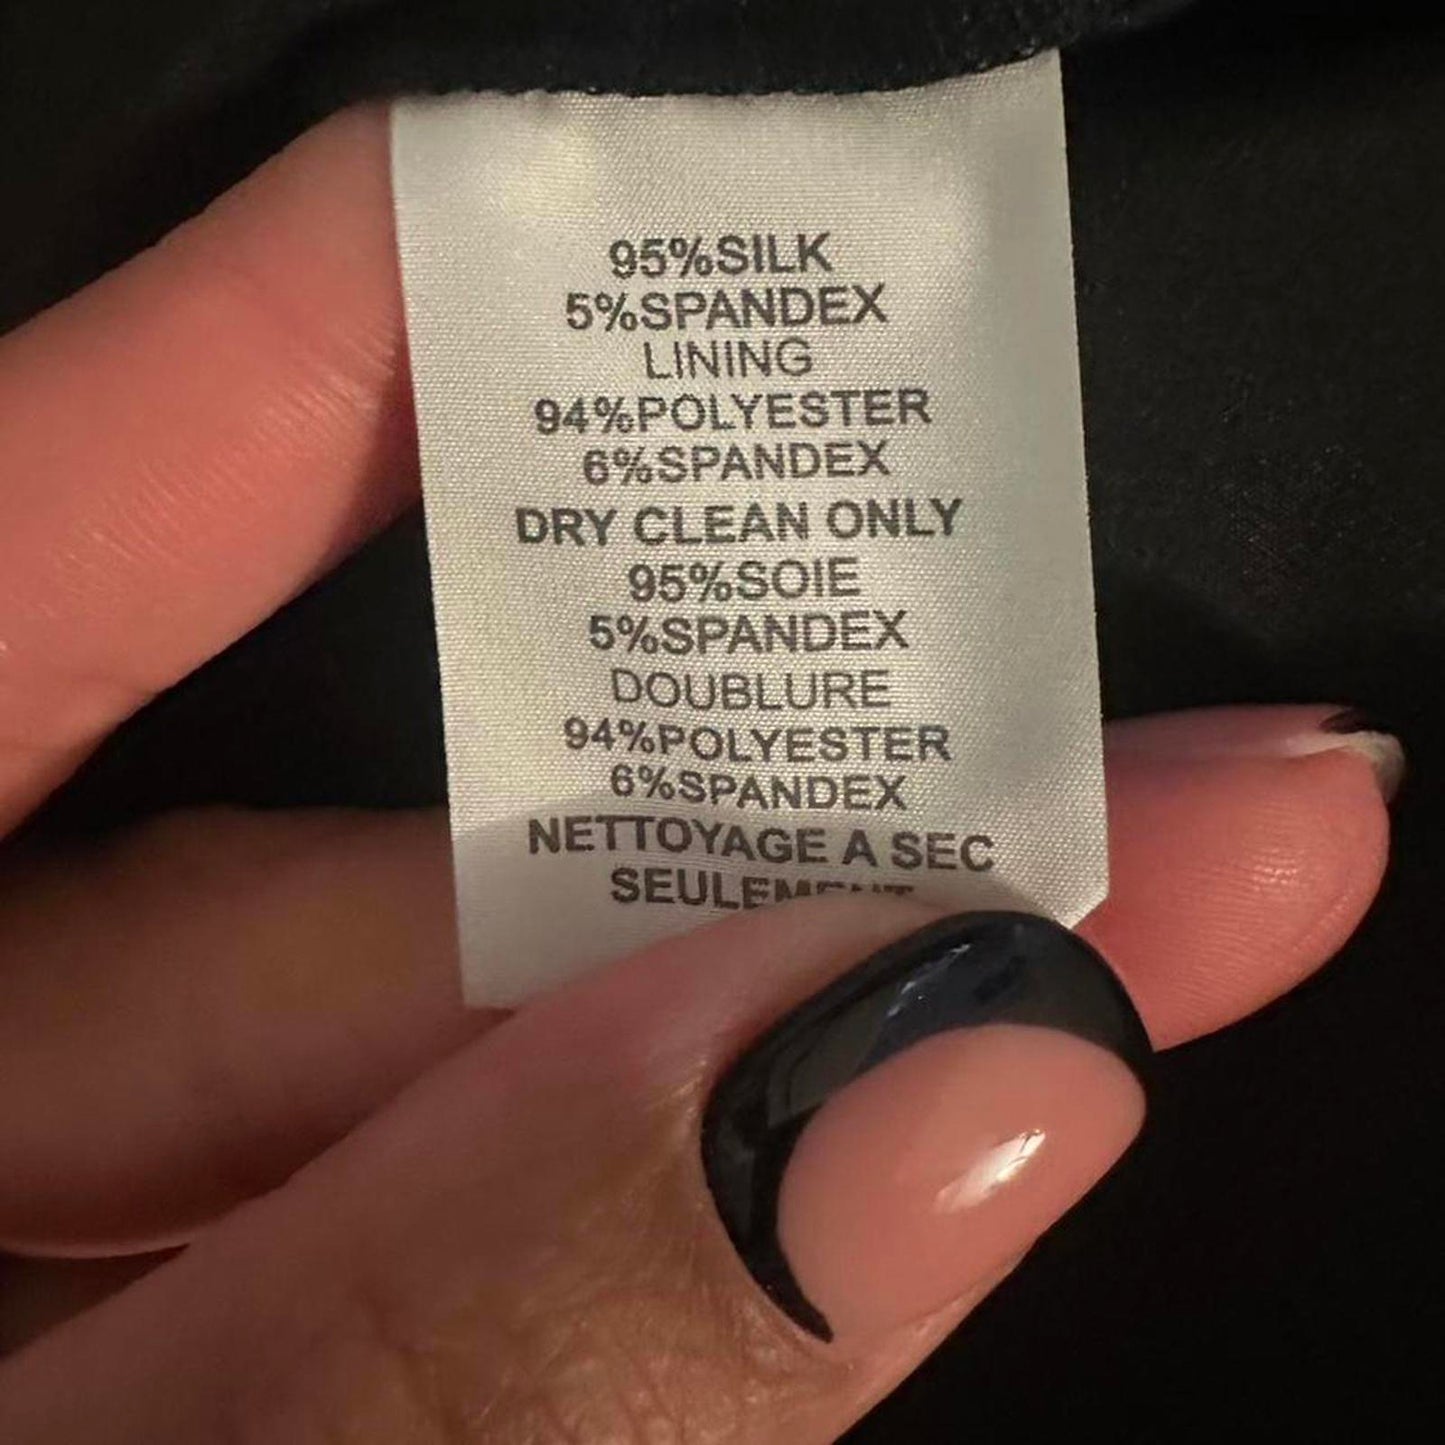 95%SILK
5%SPANDEX
LINING
94%POLYESTER
6%SPANDEX
DRY CLEAN ONLY
95%SOIE
5%SPANDEX
DOUBLURE
94%POLYESTER
6%SPANDEX
NETTOYAGE A SEC
SEULEMENT